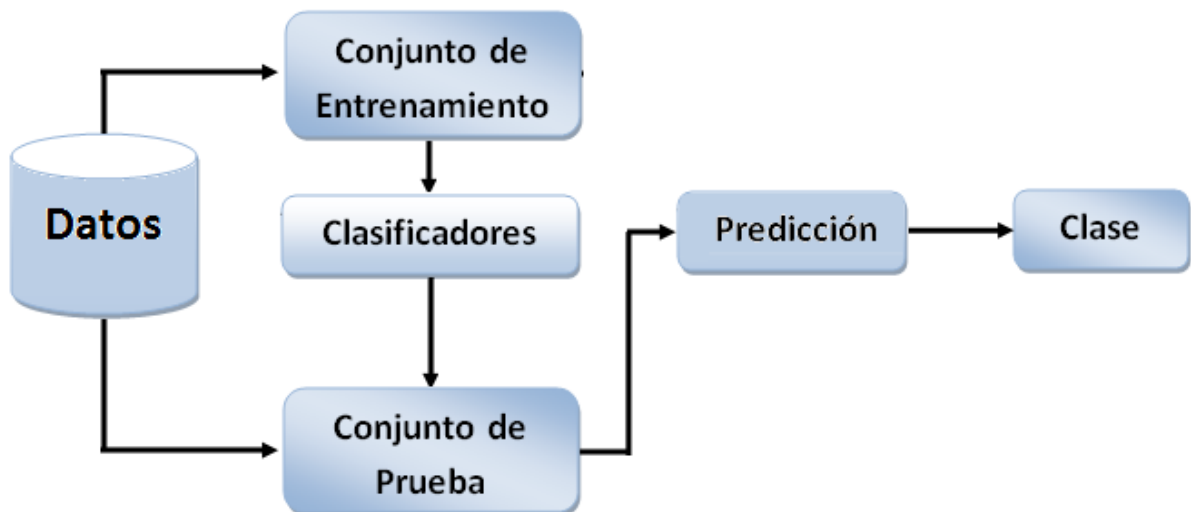 Conjunto de
Entrenamiento
Datos
Clasificadores
Predicción
Clase
Conjunto de
Prueba